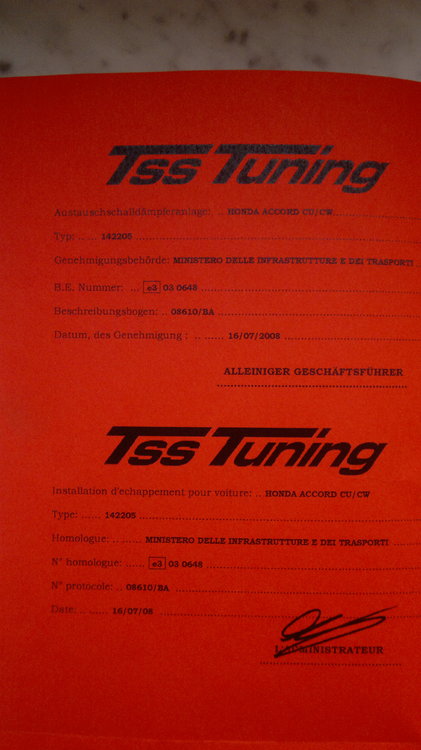 Tss Tuning
Austauschschalldämpferanlage: .. HONDA ACCORD CU/CW
Typ: .. ... 142205
Genehmigungsbehörde: MINISTERO DELLE INFRASTRUTTURE E DEI TRASPORTI
B.E. Nummer: ... e3 03 0648
Beschreibungsbogen: .. 08610/BA
Datum, des Genehmigung : .. ...... 16/07/2008
ALLEINIGER GESCHÄFTSFÜHRER
Tss Tuning
Installation d'echappement pour voiture: .. HONDA ACCORD CU/CW
Type: ...... 142205
Homologue: .. ...... MINISTERO DELLE INFRASTRUTTURE E DEI TRASPORTI
N° homologue: ...... e3 03 0648
N° protocole: .. 08610/BA
Date: .. ...... 16/07/08
L'ADMINISTRATEUR